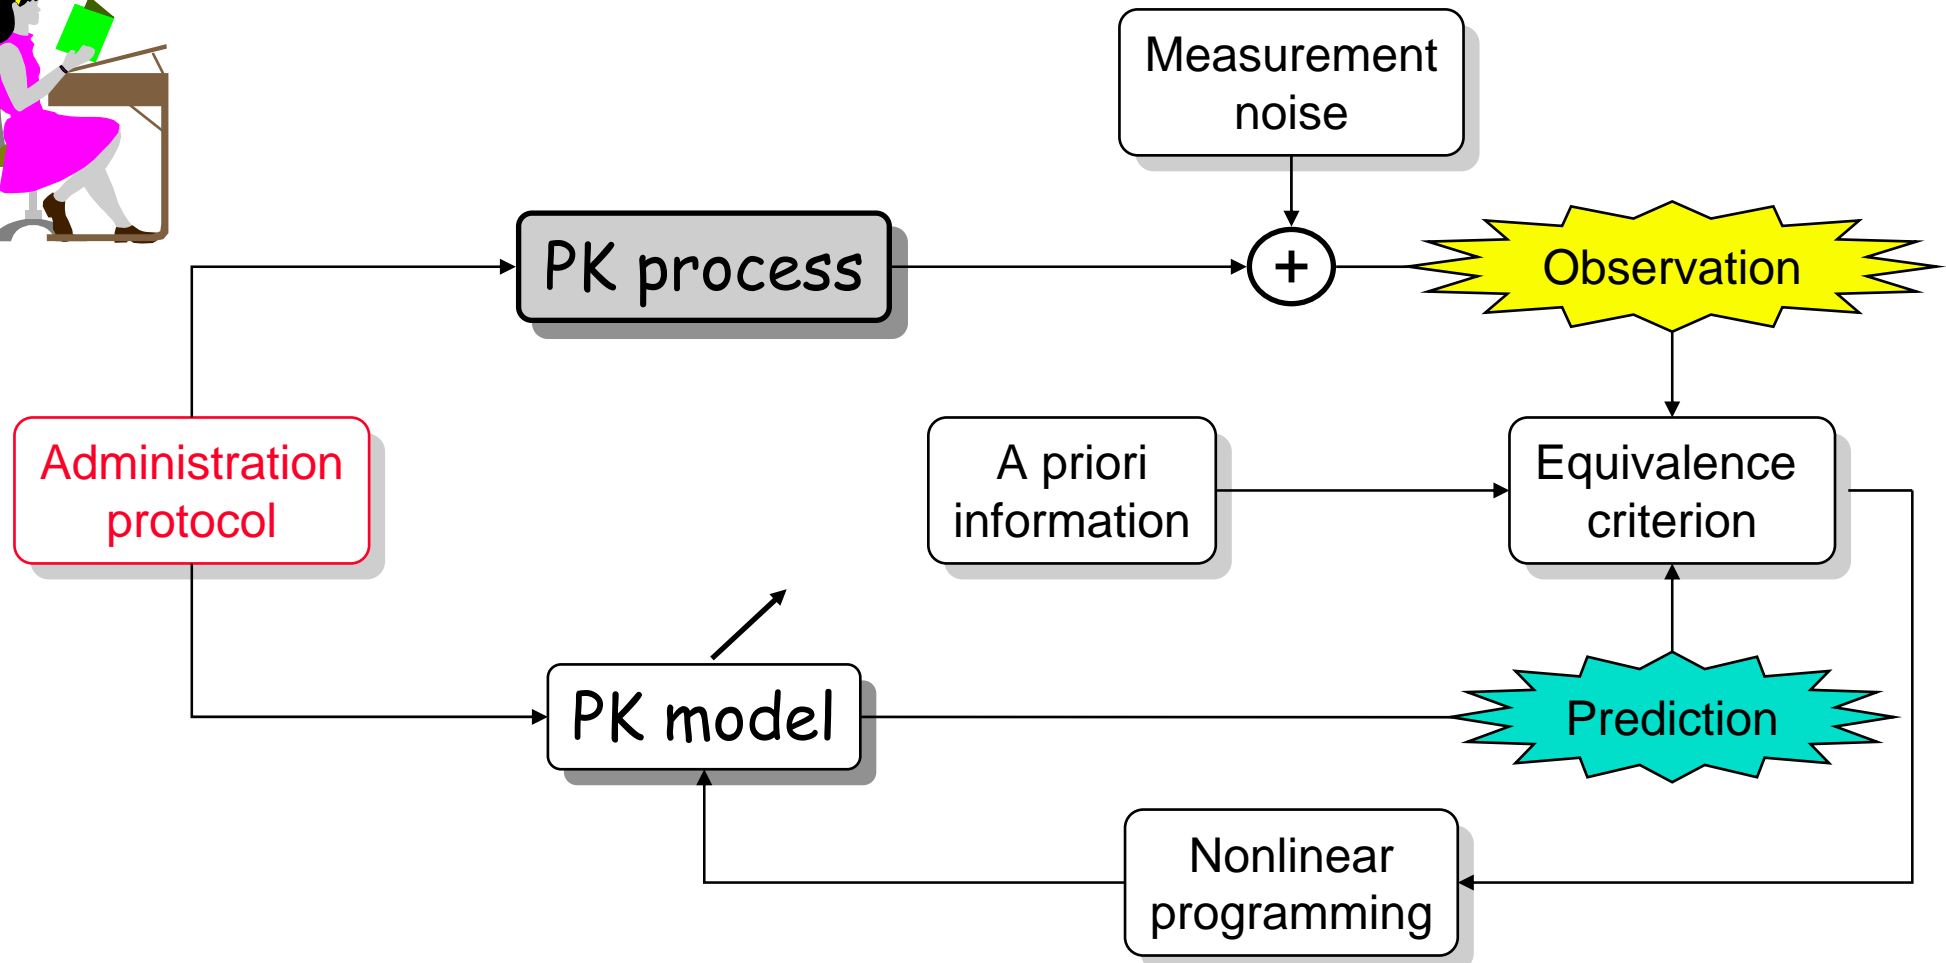 Measurement
noise
PK process
+
Observation
Administration
protocol
A priori
information
Equivalence
criterion
PK model
Prediction
Nonlinear
programming